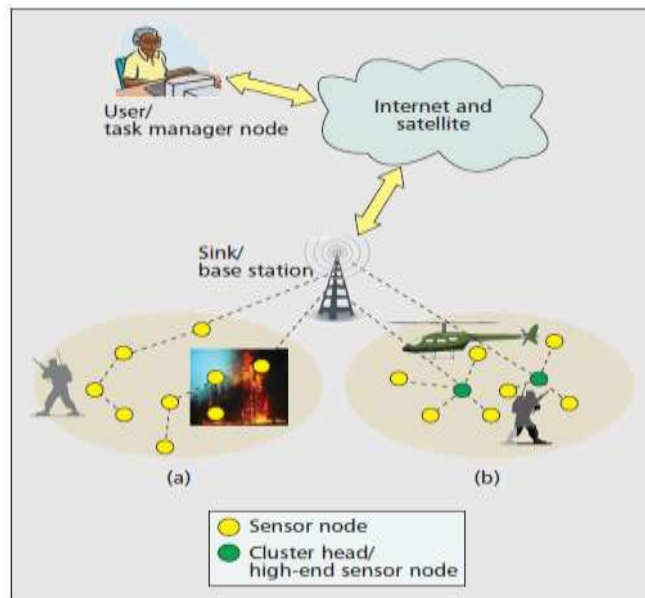 User/
task manager node
Internet and
satellite
Sink/
base station
(a)
(b)
Sensor node
Cluster head/
high-end sensor node